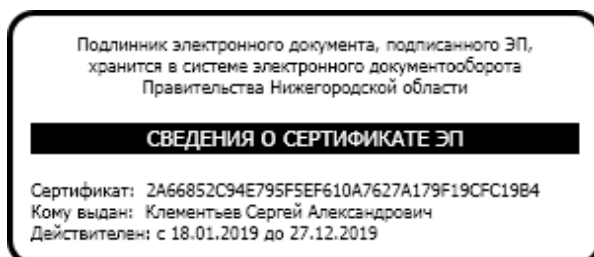 Подлинник электронного документа, подписанного ЭП,
хранится в системе электронного документооборота
Правительства Нижегородской области
СВЕДЕНИЯ О СЕРТИФИКАТЕ ЭП
Сертификат: 2A66852C94E795F5EF610A7627A179F19CFC19B4
Кому выдан: Клементьев Сергей Александрович
Действителен: с 18.01.2019 до 27.12.2019